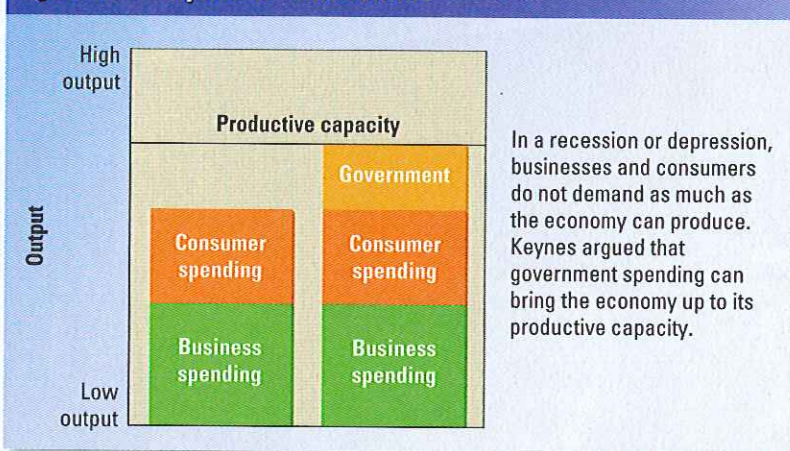 High
output
Productive capacity
Government
Consumer
spending
Consumer
spending
Business
spending
Business
spending
Output
Low
output
In a recession or depression,
businesses and consumers
do not demand as much as
the economy can produce.
Keynes argued that
government spending can
bring the economy up to its
productive capacity.